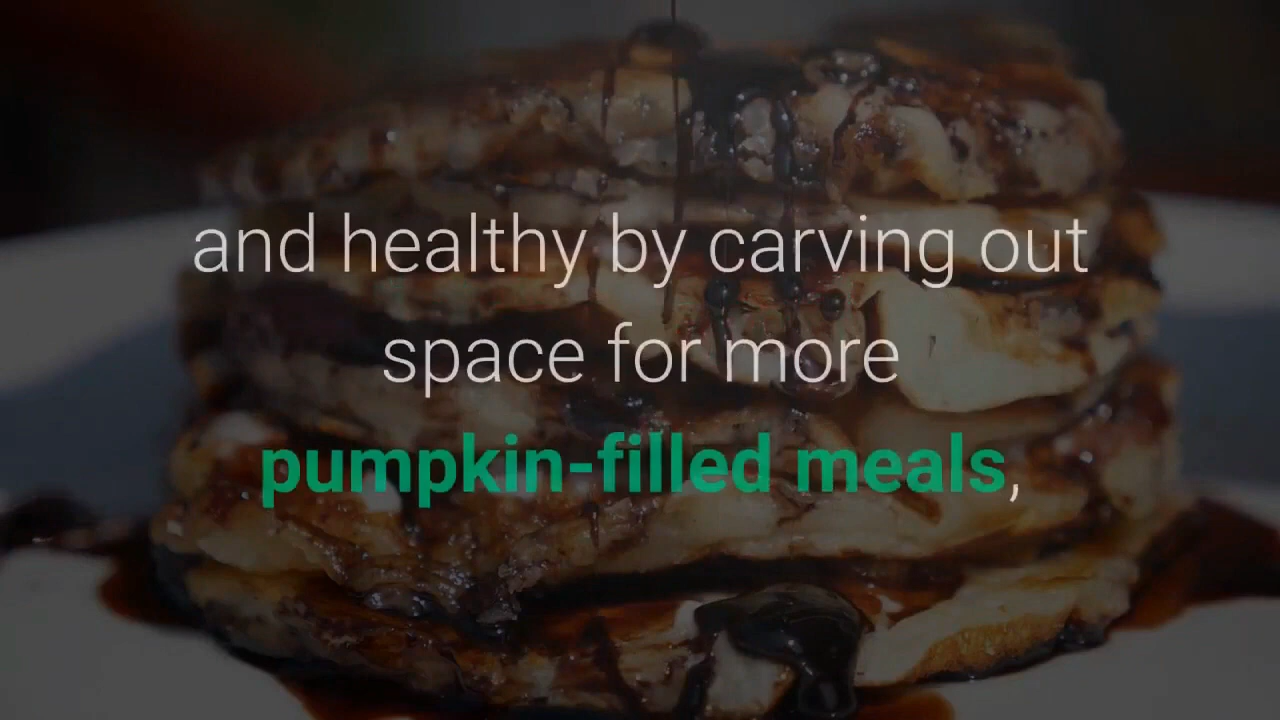 and healthy by carving out
space for more
pumpkin-filled meals,